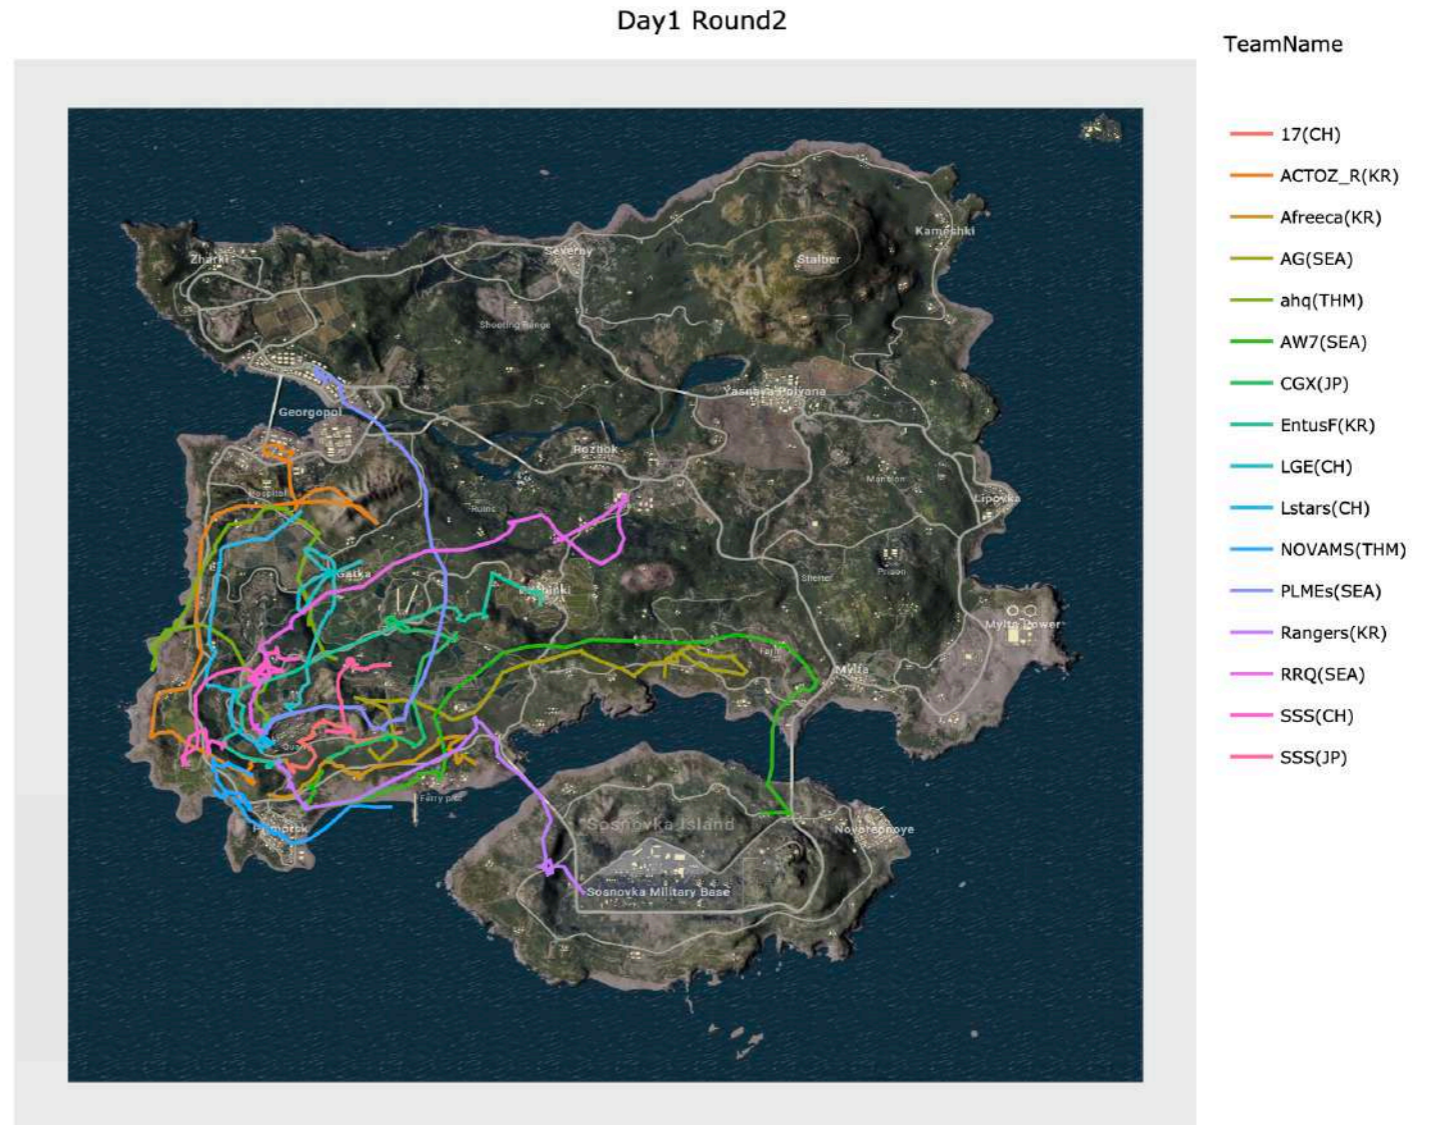 Day1 Round2
TeamName
17(CH)
ACTOZ_R(KR)
Afreeca(KR)
AG(SEA)
ahq(THM)
AW7(SEA)
CGX(JP)
EntusF(KR)
LGE(CH)
Lstars(CH)
NOVAMS(THM)
PLMEs(SEA)
Rangers(KR)
RRQ(SEA)
SSS(CH)
SSS(JP)
Kameshki
Severny
Zharki
Stalber
Shooting Range
Yasnaya Polyana
Georgopol
Rozhok
Mansion
Hospital
Lipovka
Ruins
Gatka
Prison
Shelter
Mylta Power
Farm
Mylta
Ferry pier
Sosnovka Island
Novorepnoye
Sosnovka Military Base